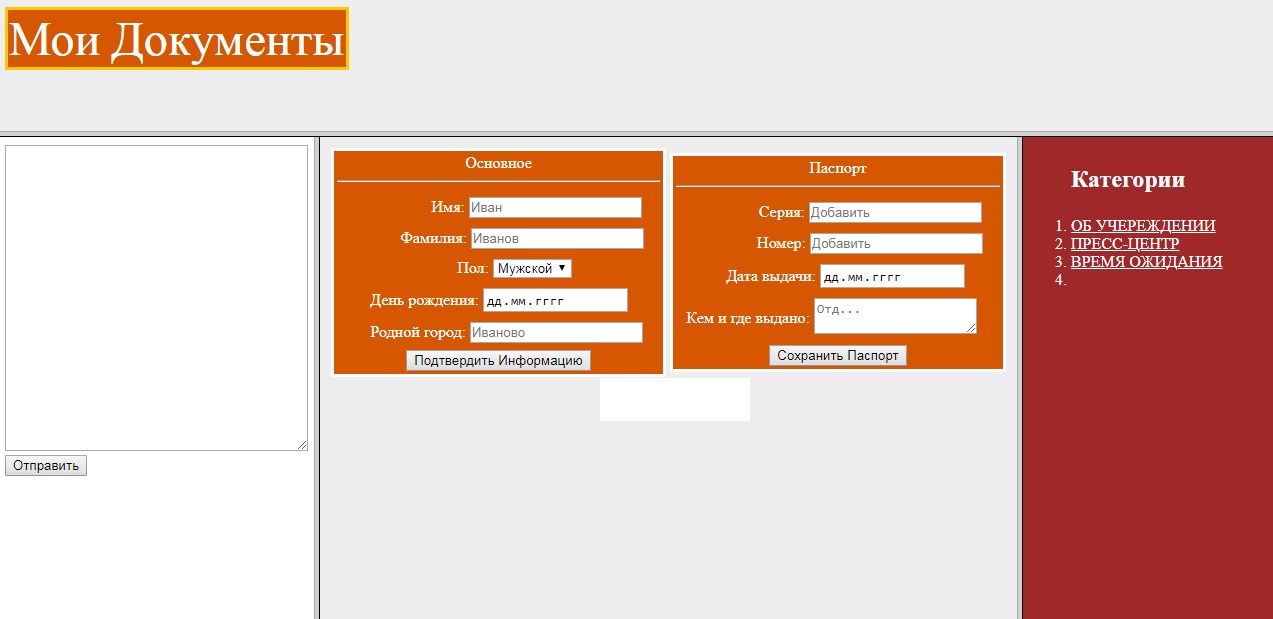 Мои Документы
Отправить
Основное
Имя: Иван
Фамилия: Иванов
Пол: Мужской
День рождения: дд.мм.гггг
Родной город: Иваново
Подтвердить Информацию
Паспорт
Серия: Добавить
Номер: Добавить
Дата выдачи: дд.мм.гггг
Кем и где выдано: Отд...
Сохранить Паспорт
Категории
1. ОБ УЧЕРЕЖДЕНИИ
2. ПРЕСС-ЦЕНТР
3. ВРЕМЯ ОЖИДАНИЯ
4.